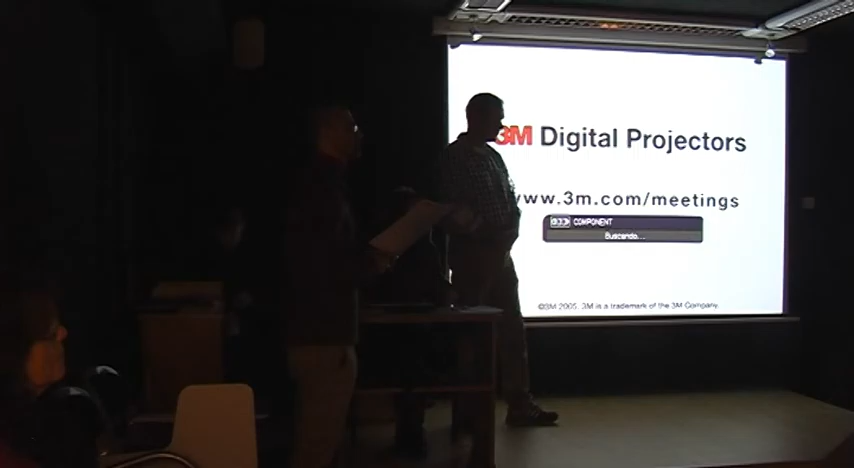 3M Digital Projectors
www.3m.com/meetings
COMPONENT
Buscando...
©3M 2005. 3M is a trademark of the 3M Company.